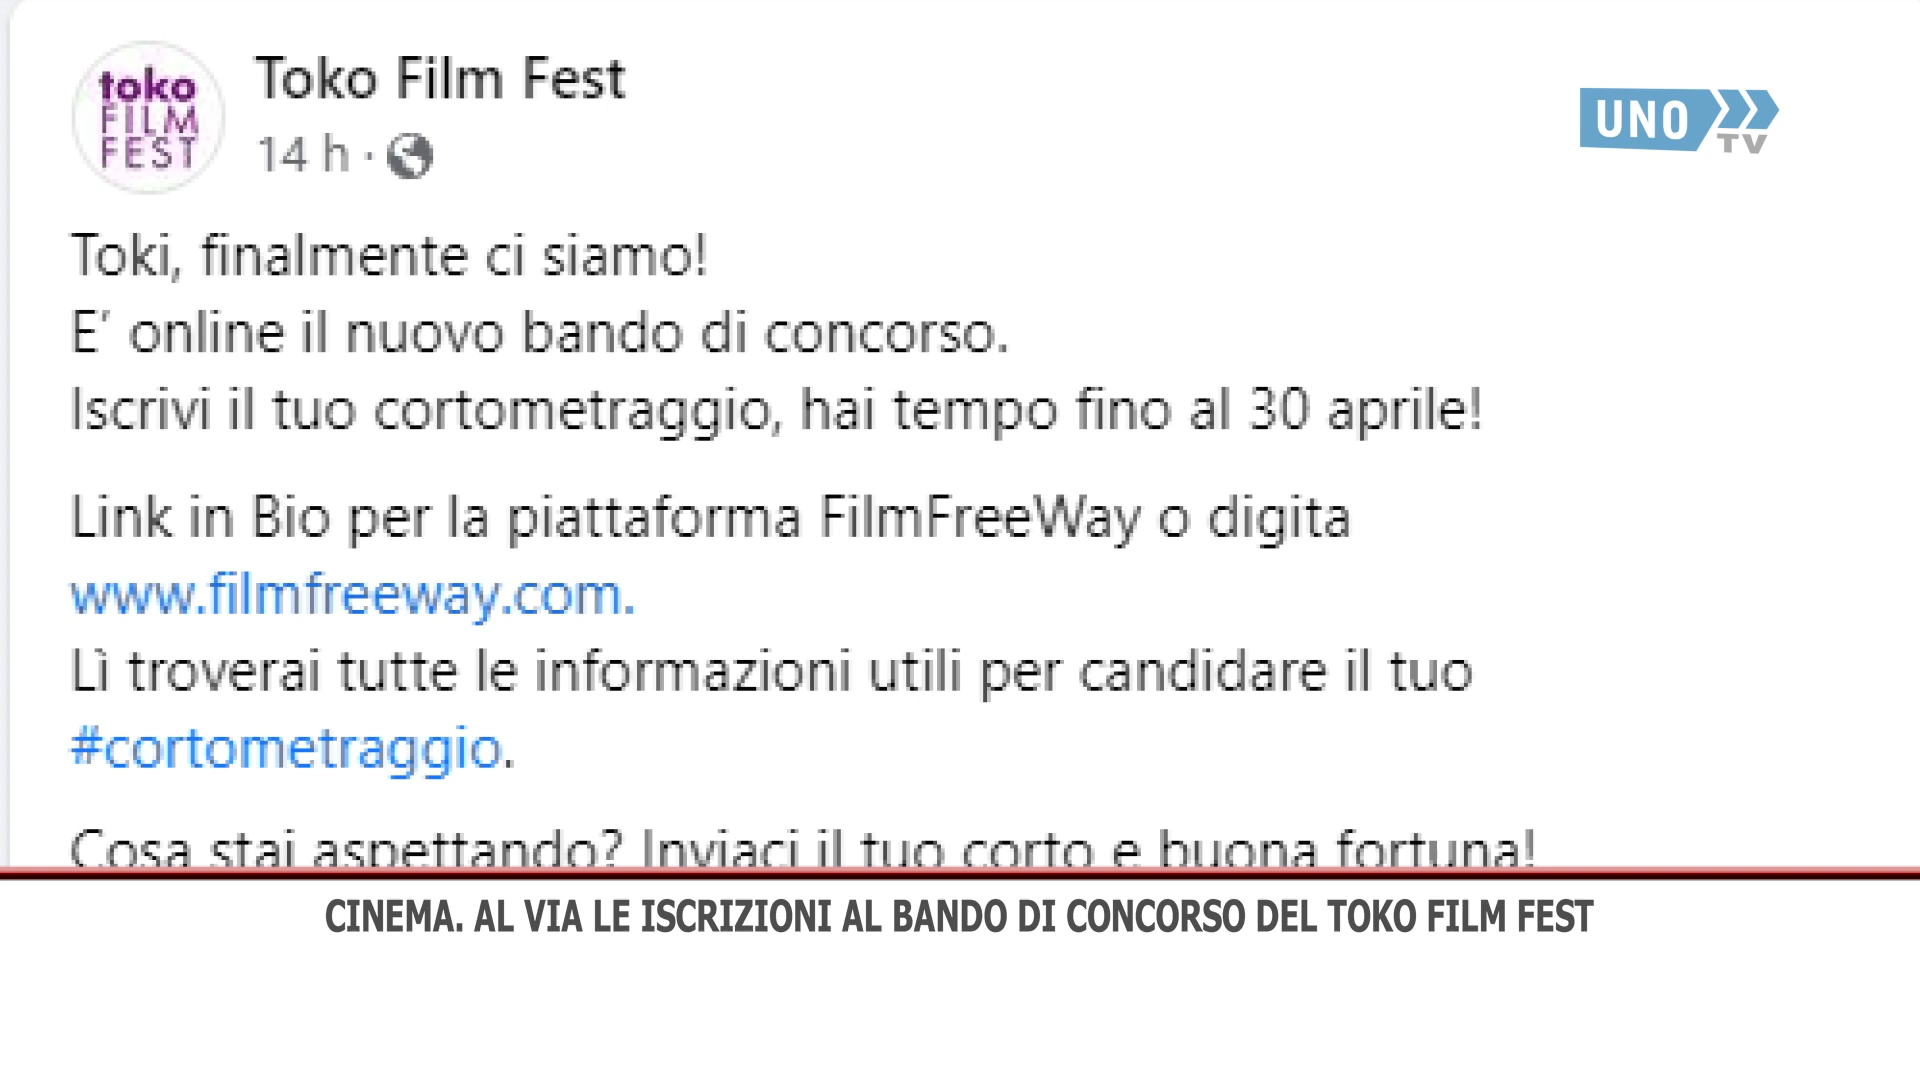 toko
FILM
FEST
Toko Film Fest
14 h ·
UNO
TV
Toki, finalmente ci siamo!
E’ online il nuovo bando di concorso.
Iscrivi il tuo cortometraggio, hai tempo fino al 30 aprile!
Link in Bio per la piattaforma FilmFreeWay o digita
www.filmfreeway.com.
Lì troverai tutte le informazioni utili per candidare il tuo
#cortometraggio.
Cosa stai aspettando? Inviaci il tuo corto e buona fortuna!
CINEMA. AL VIA LE ISCRIZIONI AL BANDO DI CONCORSO DEL TOKO FILM FEST